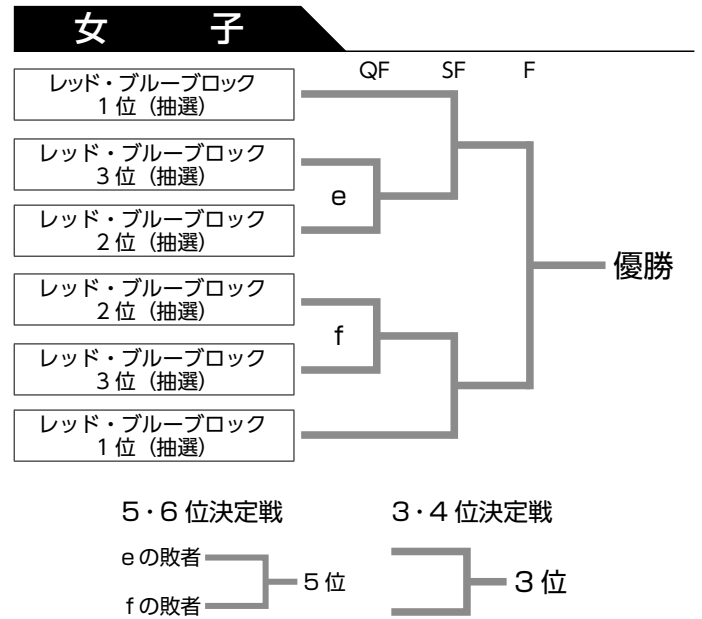 女 子
QF SF F
レッド・ブルーブロック
1 位（抽選）
レッド・ブルーブロック
3 位（抽選）
e
レッド・ブルーブロック
2 位（抽選）
優勝
レッド・ブルーブロック
2 位（抽選）
f
レッド・ブルーブロック
3 位（抽選）
レッド・ブルーブロック
1 位（抽選）
5・6 位決定戦
e の敗者
5 位
f の敗者
3・4 位決定戦
3 位